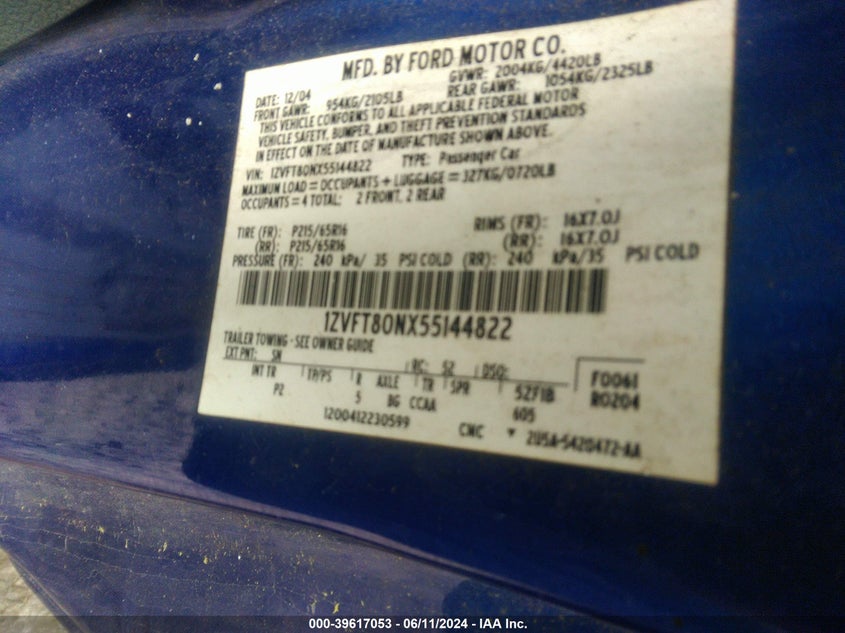 MFD. BY FORD MOTOR CO.
DATE: 12/04 GVWR: 2004KG/4420LB
FRONT GAWR: 954KG/2105LB REAR GAWR: 1054KG/2325LB
THIS VEHICLE CONFORMS TO ALL APPLICABLE FEDERAL MOTOR
VEHICLE SAFETY, BUMPER, AND THEFT PREVENTION STANDARDS
IN EFFECT ON THE DATE OF MANUFACTURE SHOWN ABOVE.
VIN: 1ZVFT80NX55144822 TYPE: Passenger Car
MAXIMUM LOAD = OCCUPANTS + LUGGAGE = 327KG/0720LB
OCCUPANTS = 4 TOTAL: 2 FRONT, 2 REAR
TIRE (FR): P215/65R16 RIMS (FR): 16X7.0J
(RR): P215/65R16 (RR): 16X7.0J
PRESSURE (FR): 240 kPa/ 35 PSI COLD (RR): 240 kPa/35 PSI COLD
1ZVFT80NX55144822
TRAILER TOWING - SEE OWNER GUIDE
EXT PNT: SN RC: 52 DSO: F0061
INT TR TP/PS R AXLE TR SPR 52F1B R0204
P2 5 BG CCAA 605
1200412230599 CMC ▼ 2U5A-5420472-AA
000-39617053 - 06/11/2024 - IAA Inc.